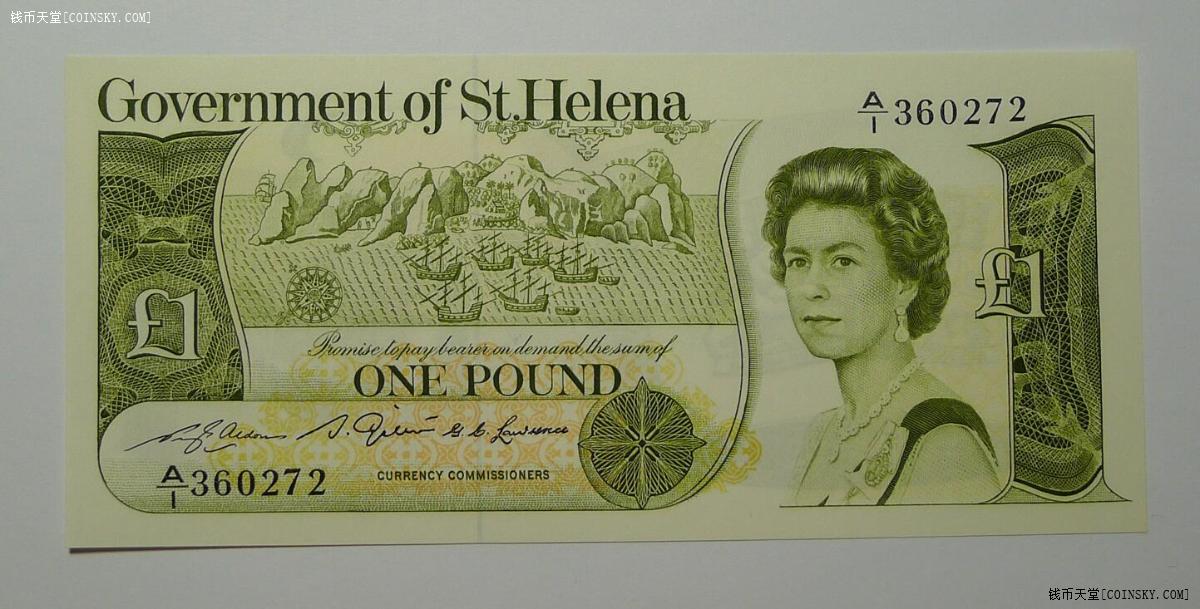 钱币天堂[COINSKY.COM]
Government of St.Helena
A/1 360272
£1
£1
Promise to pay bearer on demand the sum of
ONE POUND
CURRENCY COMMISSIONERS
A/1 360272
钱币天堂[COINSKY.COM]